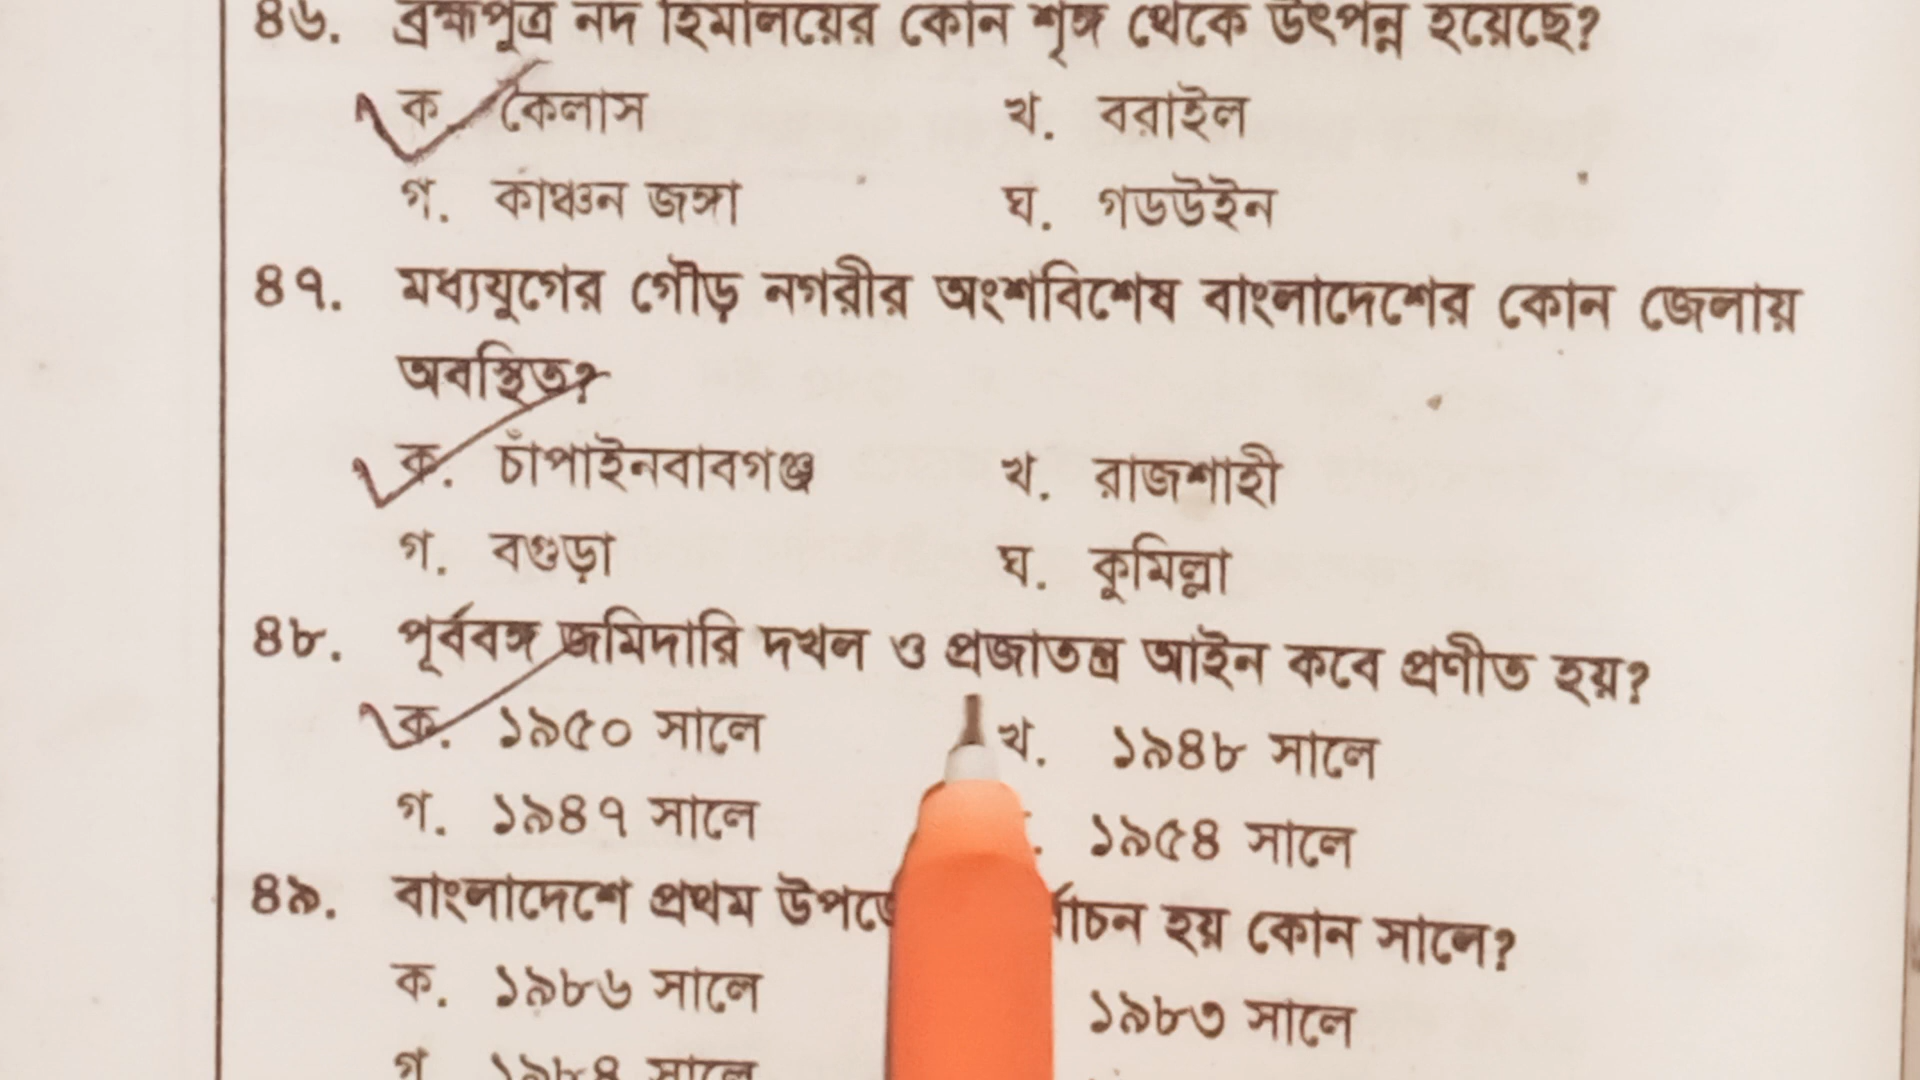 ৪৬. ব্রহ্মপুত্র নদ হিমালয়ের কোন শৃঙ্গ থেকে উৎপন্ন হয়েছে?
ক. কৈলাস খ. বরাইল
গ. কাঞ্চন জঙ্গা ঘ. গডউইন
৪৭. মধ্যযুগের গৌড় নগরীর অংশবিশেষ বাংলাদেশের কোন জেলায়
অবস্থিত?
ক. চাঁপাইনবাবগঞ্জ খ. রাজশাহী
গ. বগুড়া ঘ. কুমিল্লা
৪৮. পূর্ববঙ্গ জমিদারি দখল ও প্রজাতন্ত্র আইন কবে প্রণীত হয়?
ক. ১৯৫০ সালে খ. ১৯৪৮ সালে
গ. ১৯৪৭ সালে ১৯৫৪ সালে
৪৯. বাংলাদেশে প্রথম হয় কোন সালে?
ক. ১৯৮৬ সালে ১৯৮৩ সালে
গ ১৯৮৪ সালে